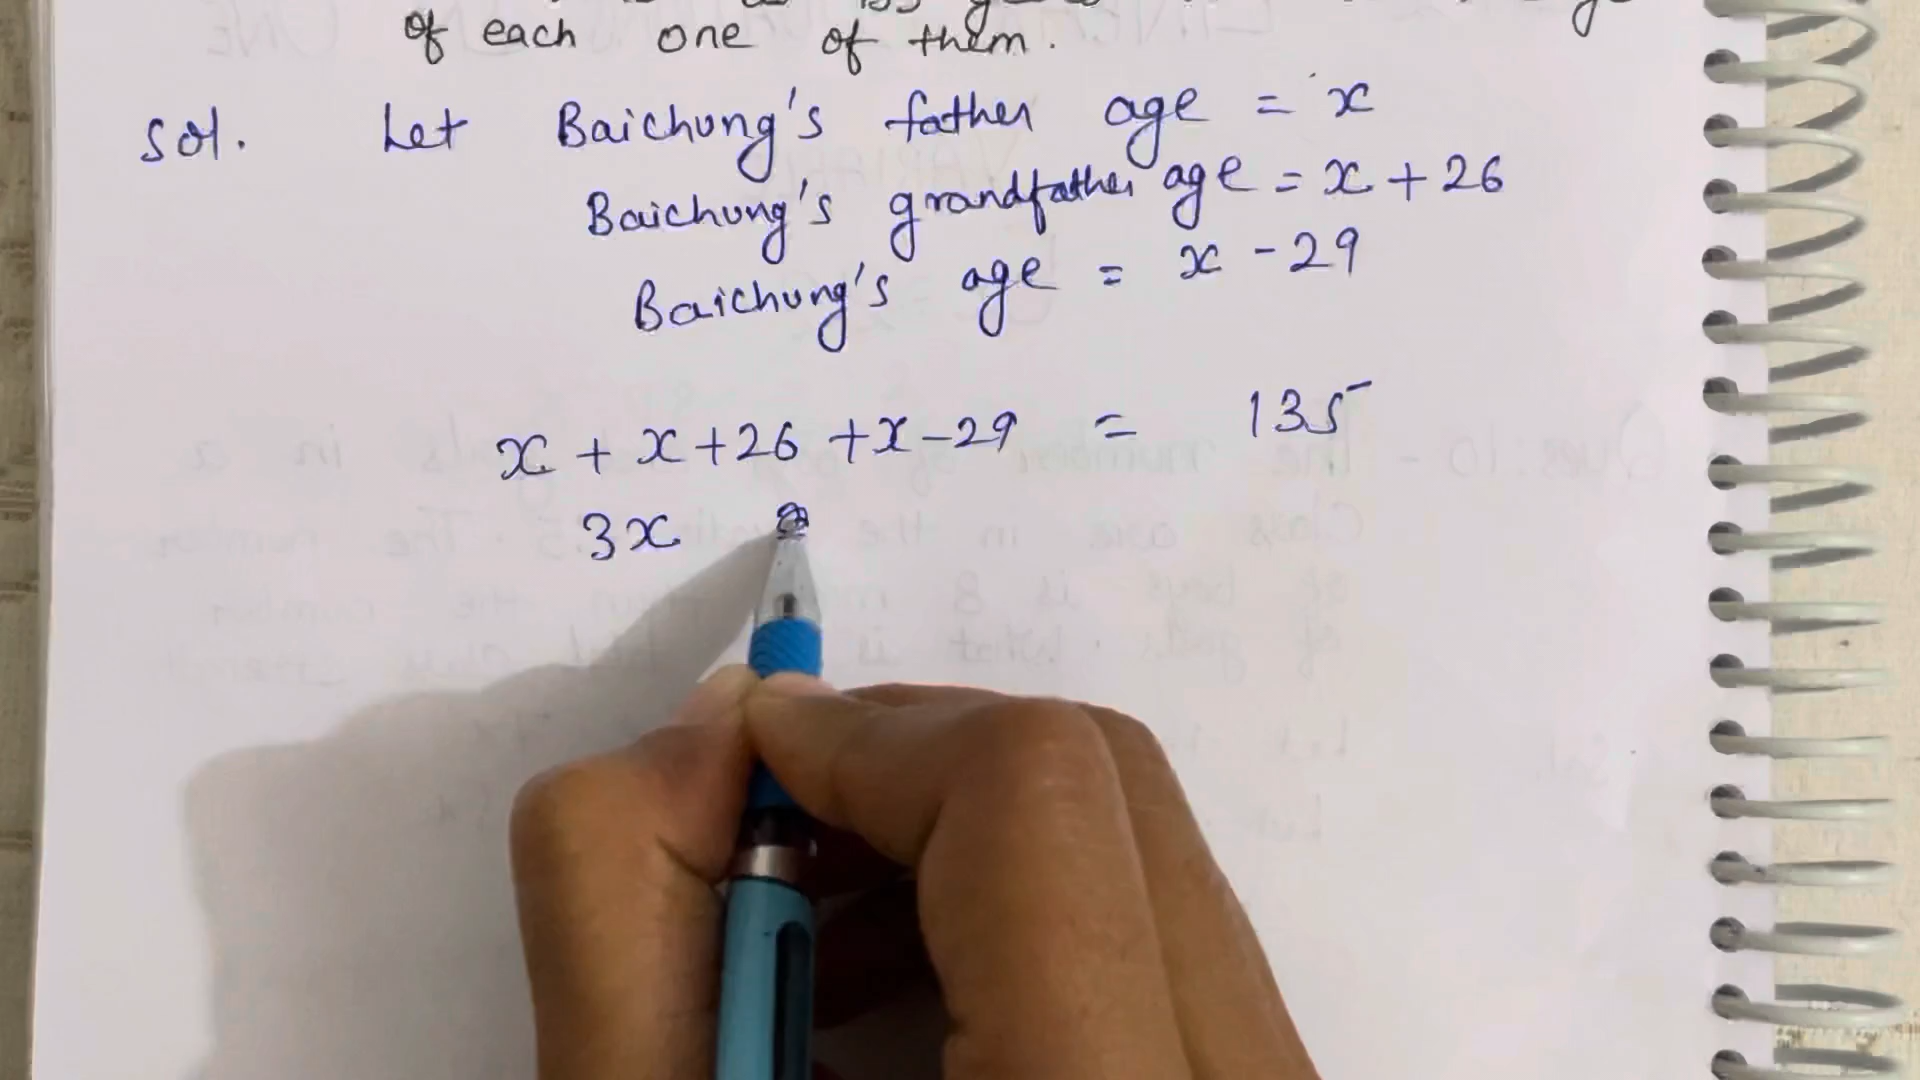 of each one of them.
Sol. Let Baichung's father age = x
Baichung's grandfather age = x + 26
Baichung's age = x - 29
x + x + 26 + x - 29 = 135
3x